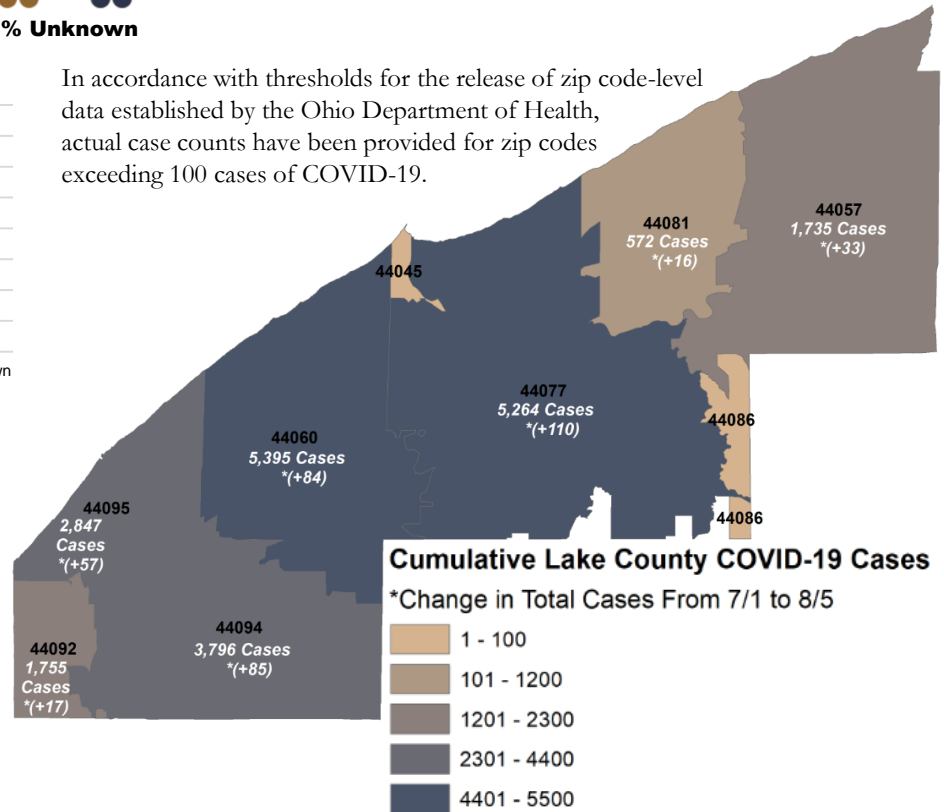 % Unknown
In accordance with thresholds for the release of zip code-level
data established by the Ohio Department of Health,
actual case counts have been provided for zip codes
exceeding 100 cases of COVID-19.
wn
44057
1,735 Cases
*(+33)
44081
572 Cases
*(+16)
44045
44077
5,264 Cases
*(+110)
44086
44060
5,395 Cases
*(+84)
44086
44095
2,847
Cases
*(+57)
44094
3,796 Cases
*(+85)
44092
1,755
Cases
*(+17)
Cumulative Lake County COVID-19 Cases
*Change in Total Cases From 7/1 to 8/5
1 - 100
101 - 1200
1201 - 2300
2301 - 4400
4401 - 5500